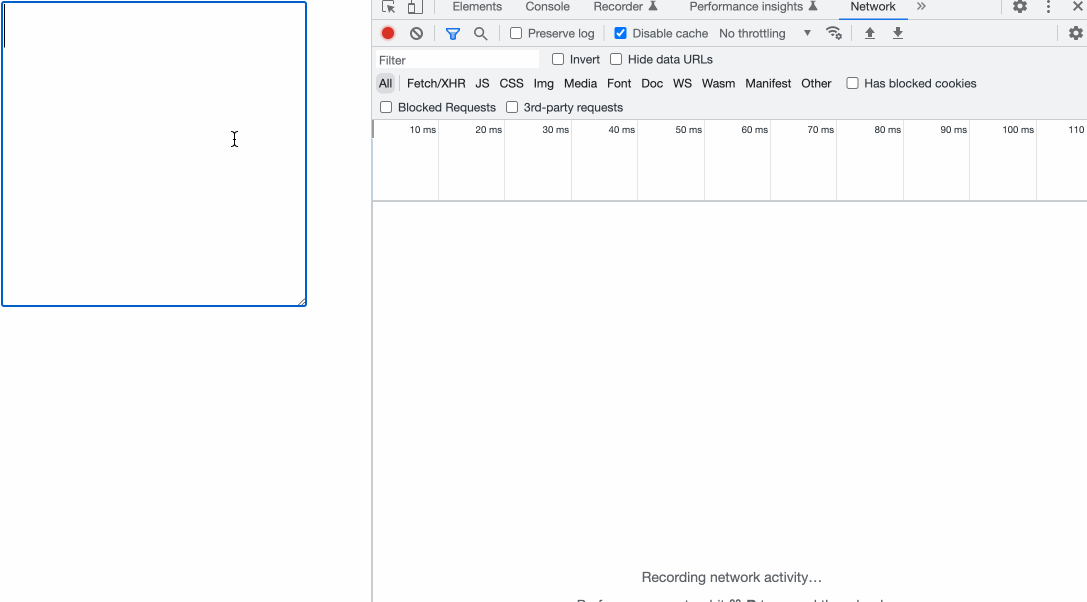 Elements Console Recorder Performance insights Network »
Preserve log Disable cache No throttling
Filter Invert Hide data URLs
All Fetch/XHR JS CSS Img Media Font Doc WS Wasm Manifest Other Has blocked cookies
Blocked Requests 3rd-party requests
10 ms 20 ms 30 ms 40 ms 50 ms 60 ms 70 ms 80 ms 90 ms 100 ms 110
Recording network activity…